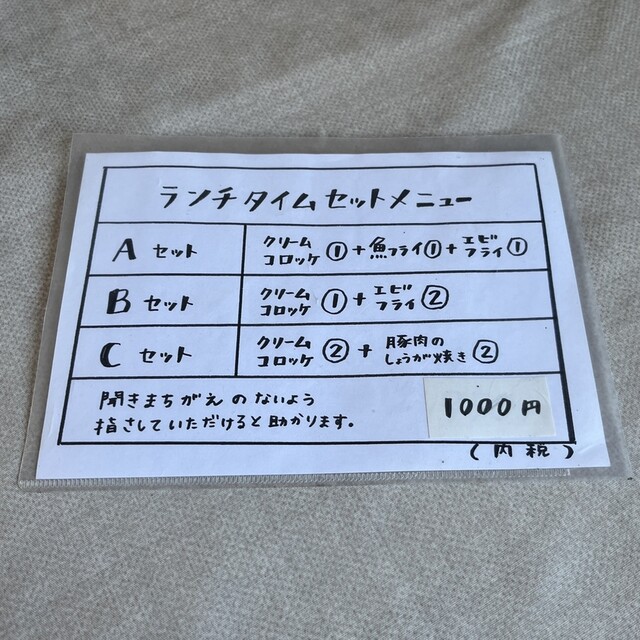 ランチタイムセットメニュー
A セット クリームコロッケ① + 魚フライ① + エビフライ①
B セット クリームコロッケ① + エビフライ②
C セット クリームコロッケ② + 豚肉のしょうが焼き②
聞きまちがえのないよう
指さしていただけると助かります。
1000円
(内税)